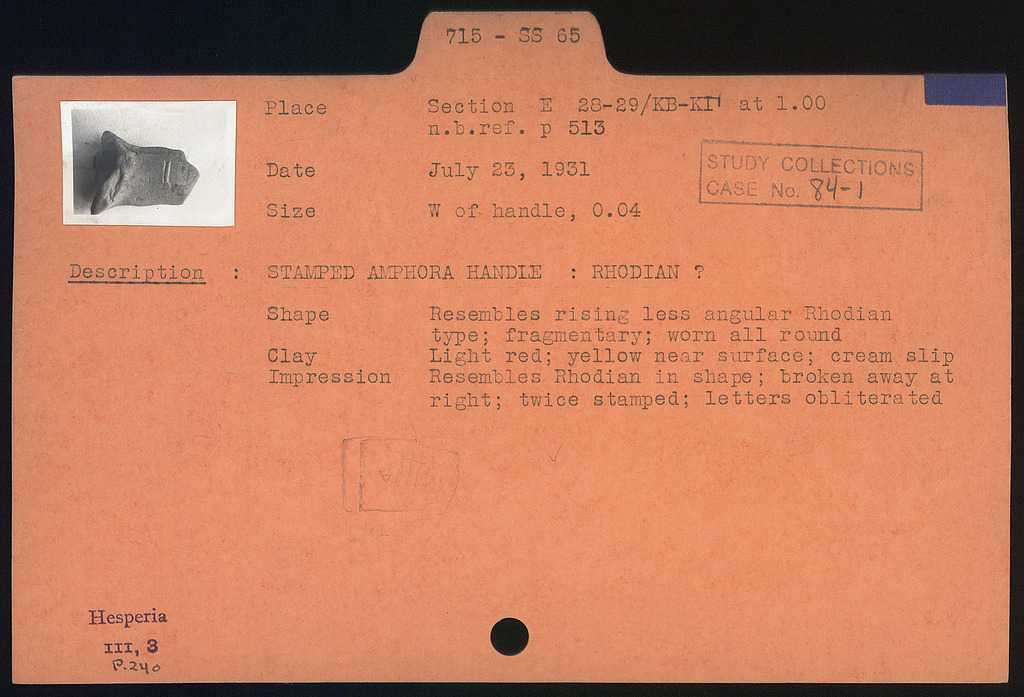 715 - SS 65
Place Section E 28-29/KB-KΓ at 1.00
n.b.ref. p 513
Date July 23, 1931
STUDY COLLECTIONS
CASE No. 84-1
Size W of handle, 0.04
Description : STAMPED AMPHORA HANDLE : RHODIAN ?
Shape Resembles rising less angular Rhodian
type; fragmentary; worn all round
Clay Light red; yellow near surface; cream slip
Impression Resembles Rhodian in shape; broken away at
right; twice stamped; letters obliterated
Hesperia
III, 3
P.240